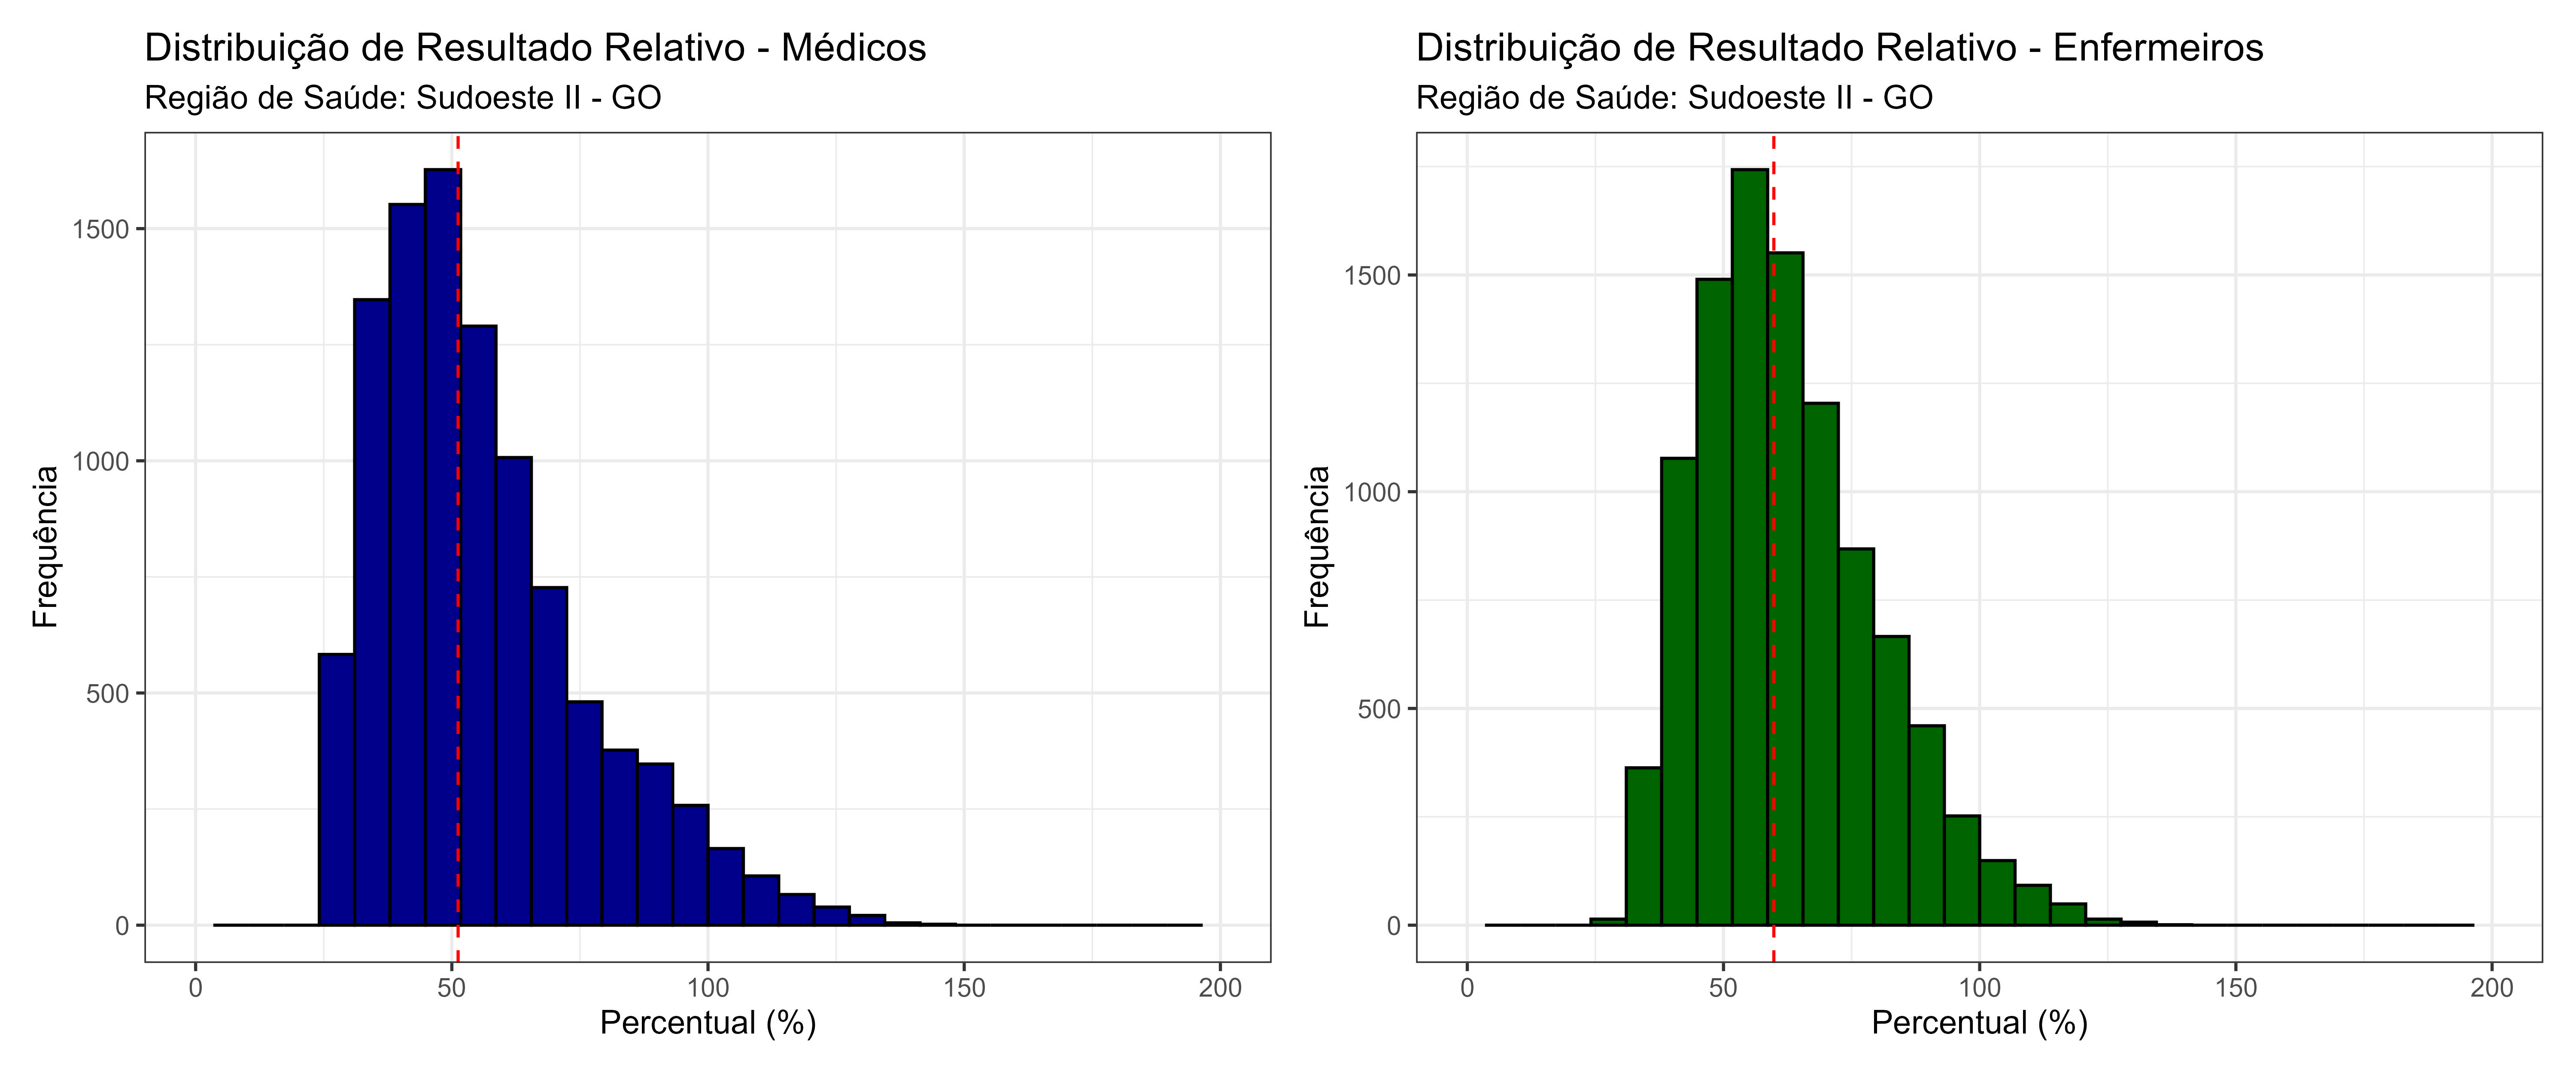 Distribuição de Resultado Relativo - Médicos
Região de Saúde: Sudoeste II - GO
Frequência
1500
1000
500
0
0 50 100 150 200
Percentual (%)
Distribuição de Resultado Relativo - Enfermeiros
Região de Saúde: Sudoeste II - GO
Frequência
1500
1000
500
0
0 50 100 150 200
Percentual (%)